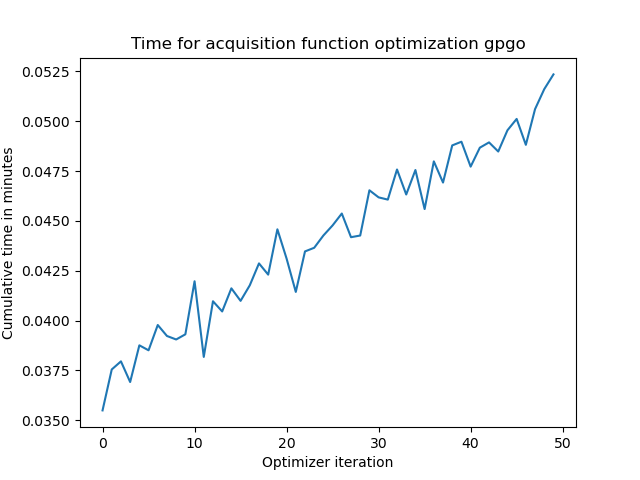 Time for acquisition function optimization gpgo
0.0525
0.0500
0.0475
0.0450
0.0425
0.0400
0.0375
0.0350
Cumulative time in minutes
0 10 20 30 40 50
Optimizer iteration